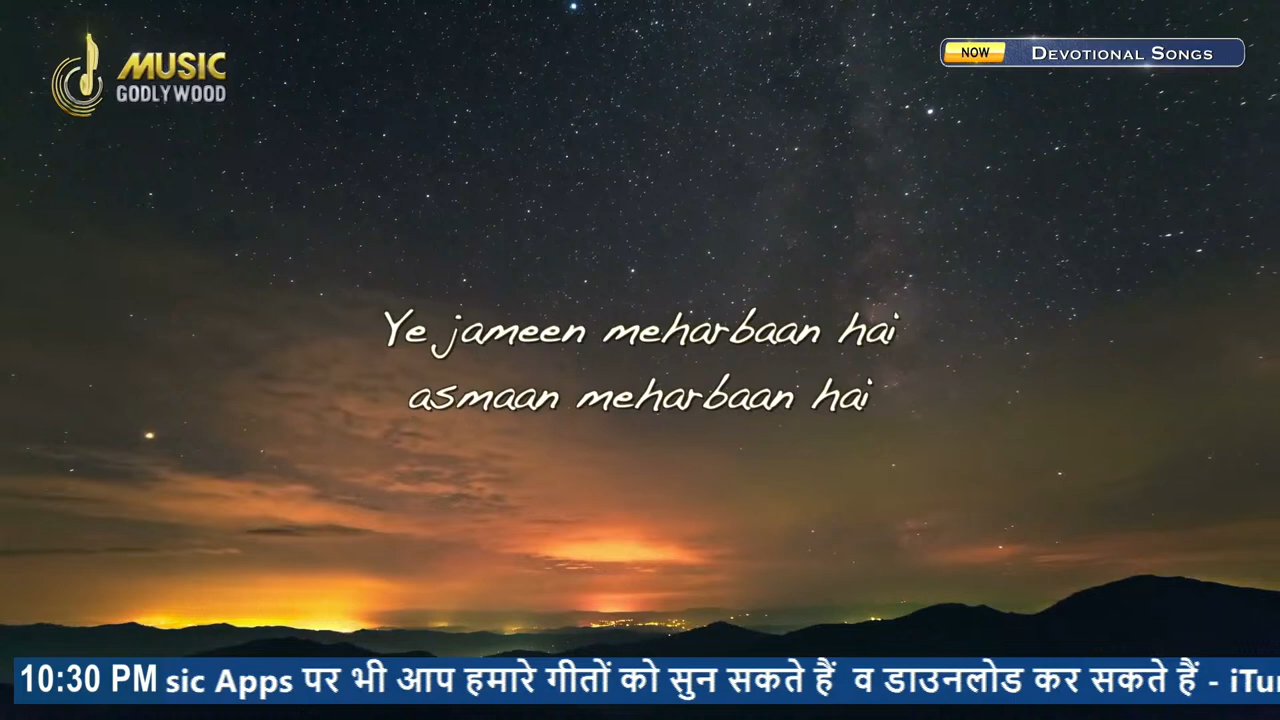 MUSIC
GODLYWOOD
NOW Devotional Songs
Ye jameen meharbaan hai
asmaan meharbaan hai
10:30 PM sic Apps पर भी आप हमारे गीतों को सुन सकते हैं व डाउनलोड कर सकते हैं -